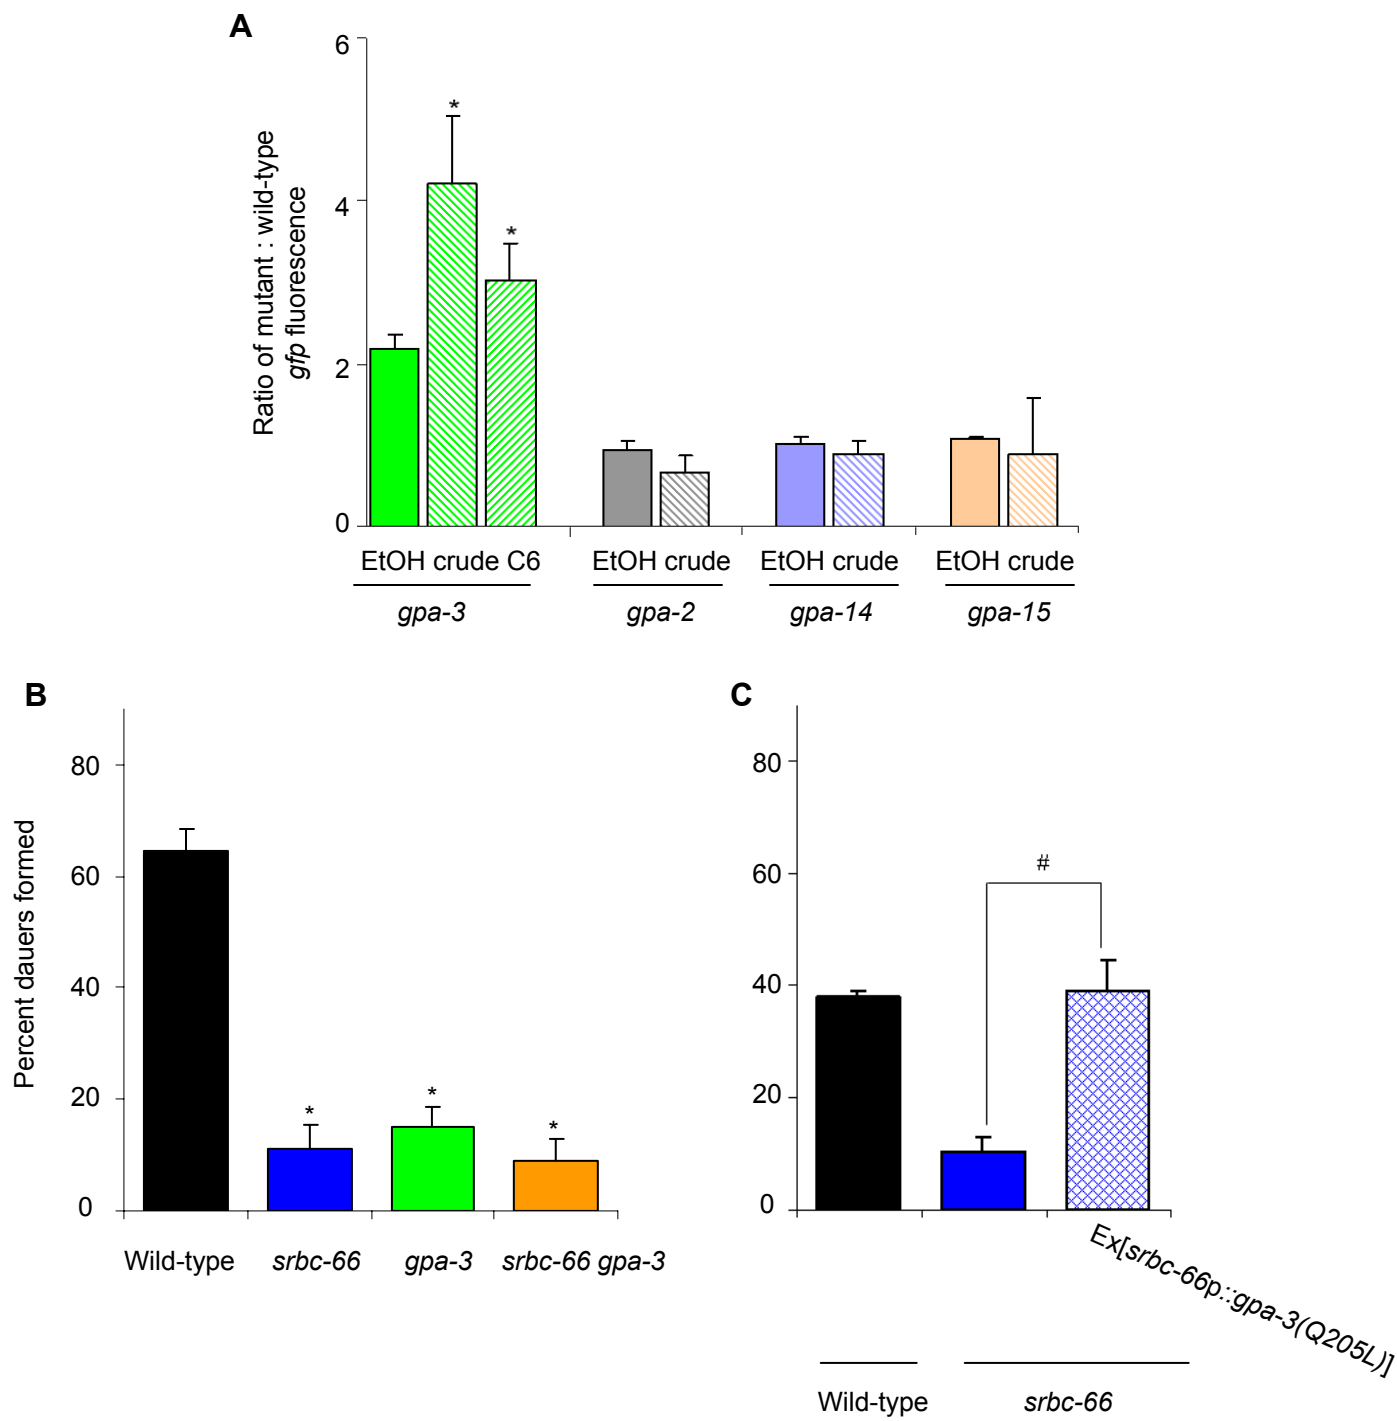 A
6
4
2
0
Ratio of mutant : wild-type
gfp fluorescence
*
*
EtOH crude C6
EtOH crude
EtOH crude
EtOH crude
gpa-3
gpa-2
gpa-14
gpa-15
B
80
60
40
20
0
Percent dauers formed
*
*
*
Wild-type
srbc-66
gpa-3
srbc-66 gpa-3
C
80
60
40
20
0
#
Ex[srbc-66p::gpa-3(Q205L)]
Wild-type
srbc-66